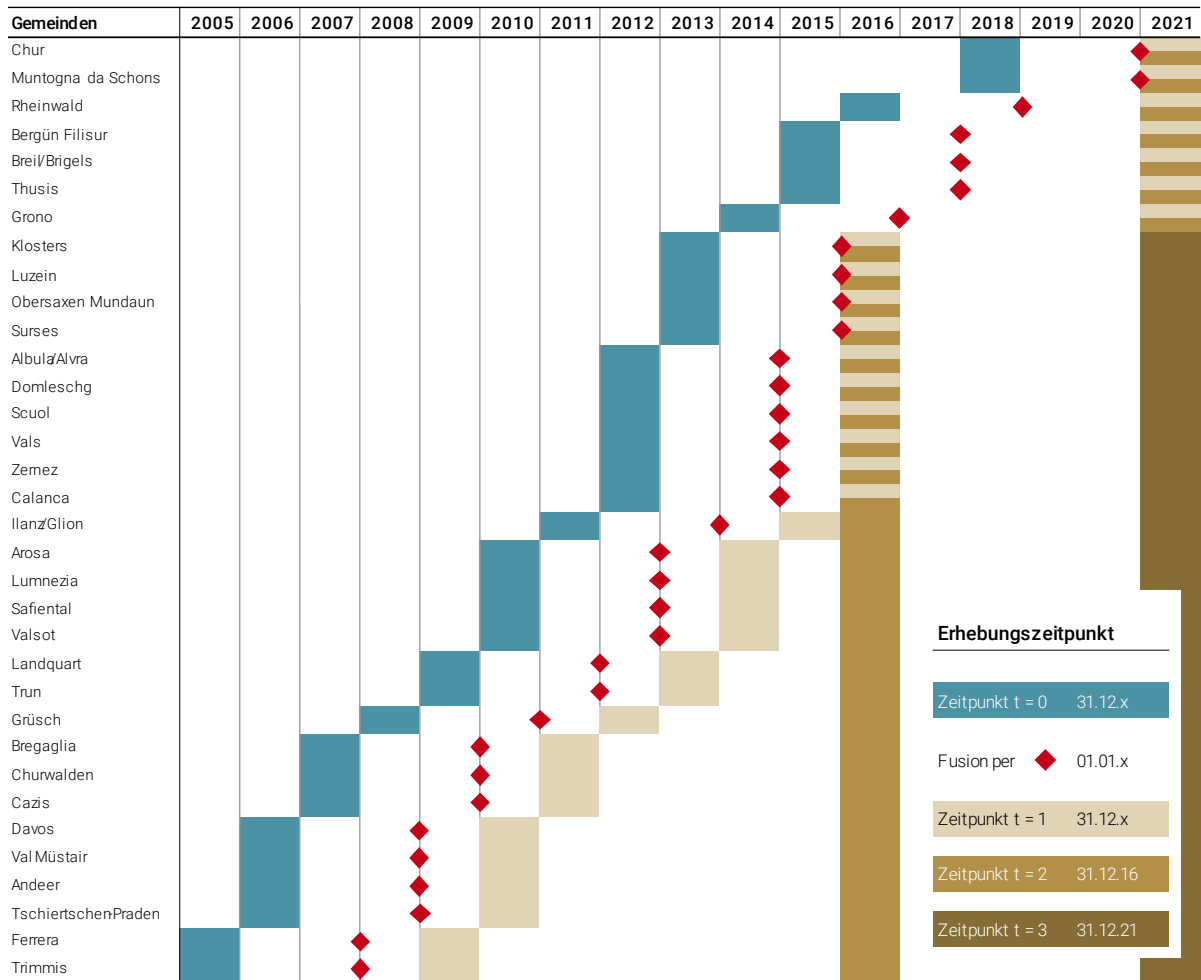 Gemeinden 2005 2006 2007 2008 2009 2010 2011 2012 2013 2014 2015 2016 2017 2018 2019 2020 2021
Chur
Muntogna da Schons
Rheinwald
Bergün Filisur
Breil/Brigels
Thusis
Grono
Klosters
Luzein
Obersaxen Mundaun
Surses
Albula/Alvra
Domleschg
Scuol
Vals
Zernez
Calanca
Ilanz/Glion
Arosa
Lumnezia
Safiental
Valsot
Landquart
Trun
Grüsch
Bregaglia
Churwalden
Cazis
Davos
Val Müstair
Andeer
Tschiertschen-Praden
Ferrera
Trimmis
Erhebungszeitpunkt
Zeitpunkt t = 0 31.12.x
Fusion per 01.01.x
Zeitpunkt t = 1 31.12.x
Zeitpunkt t = 2 31.12.16
Zeitpunkt t = 3 31.12.21